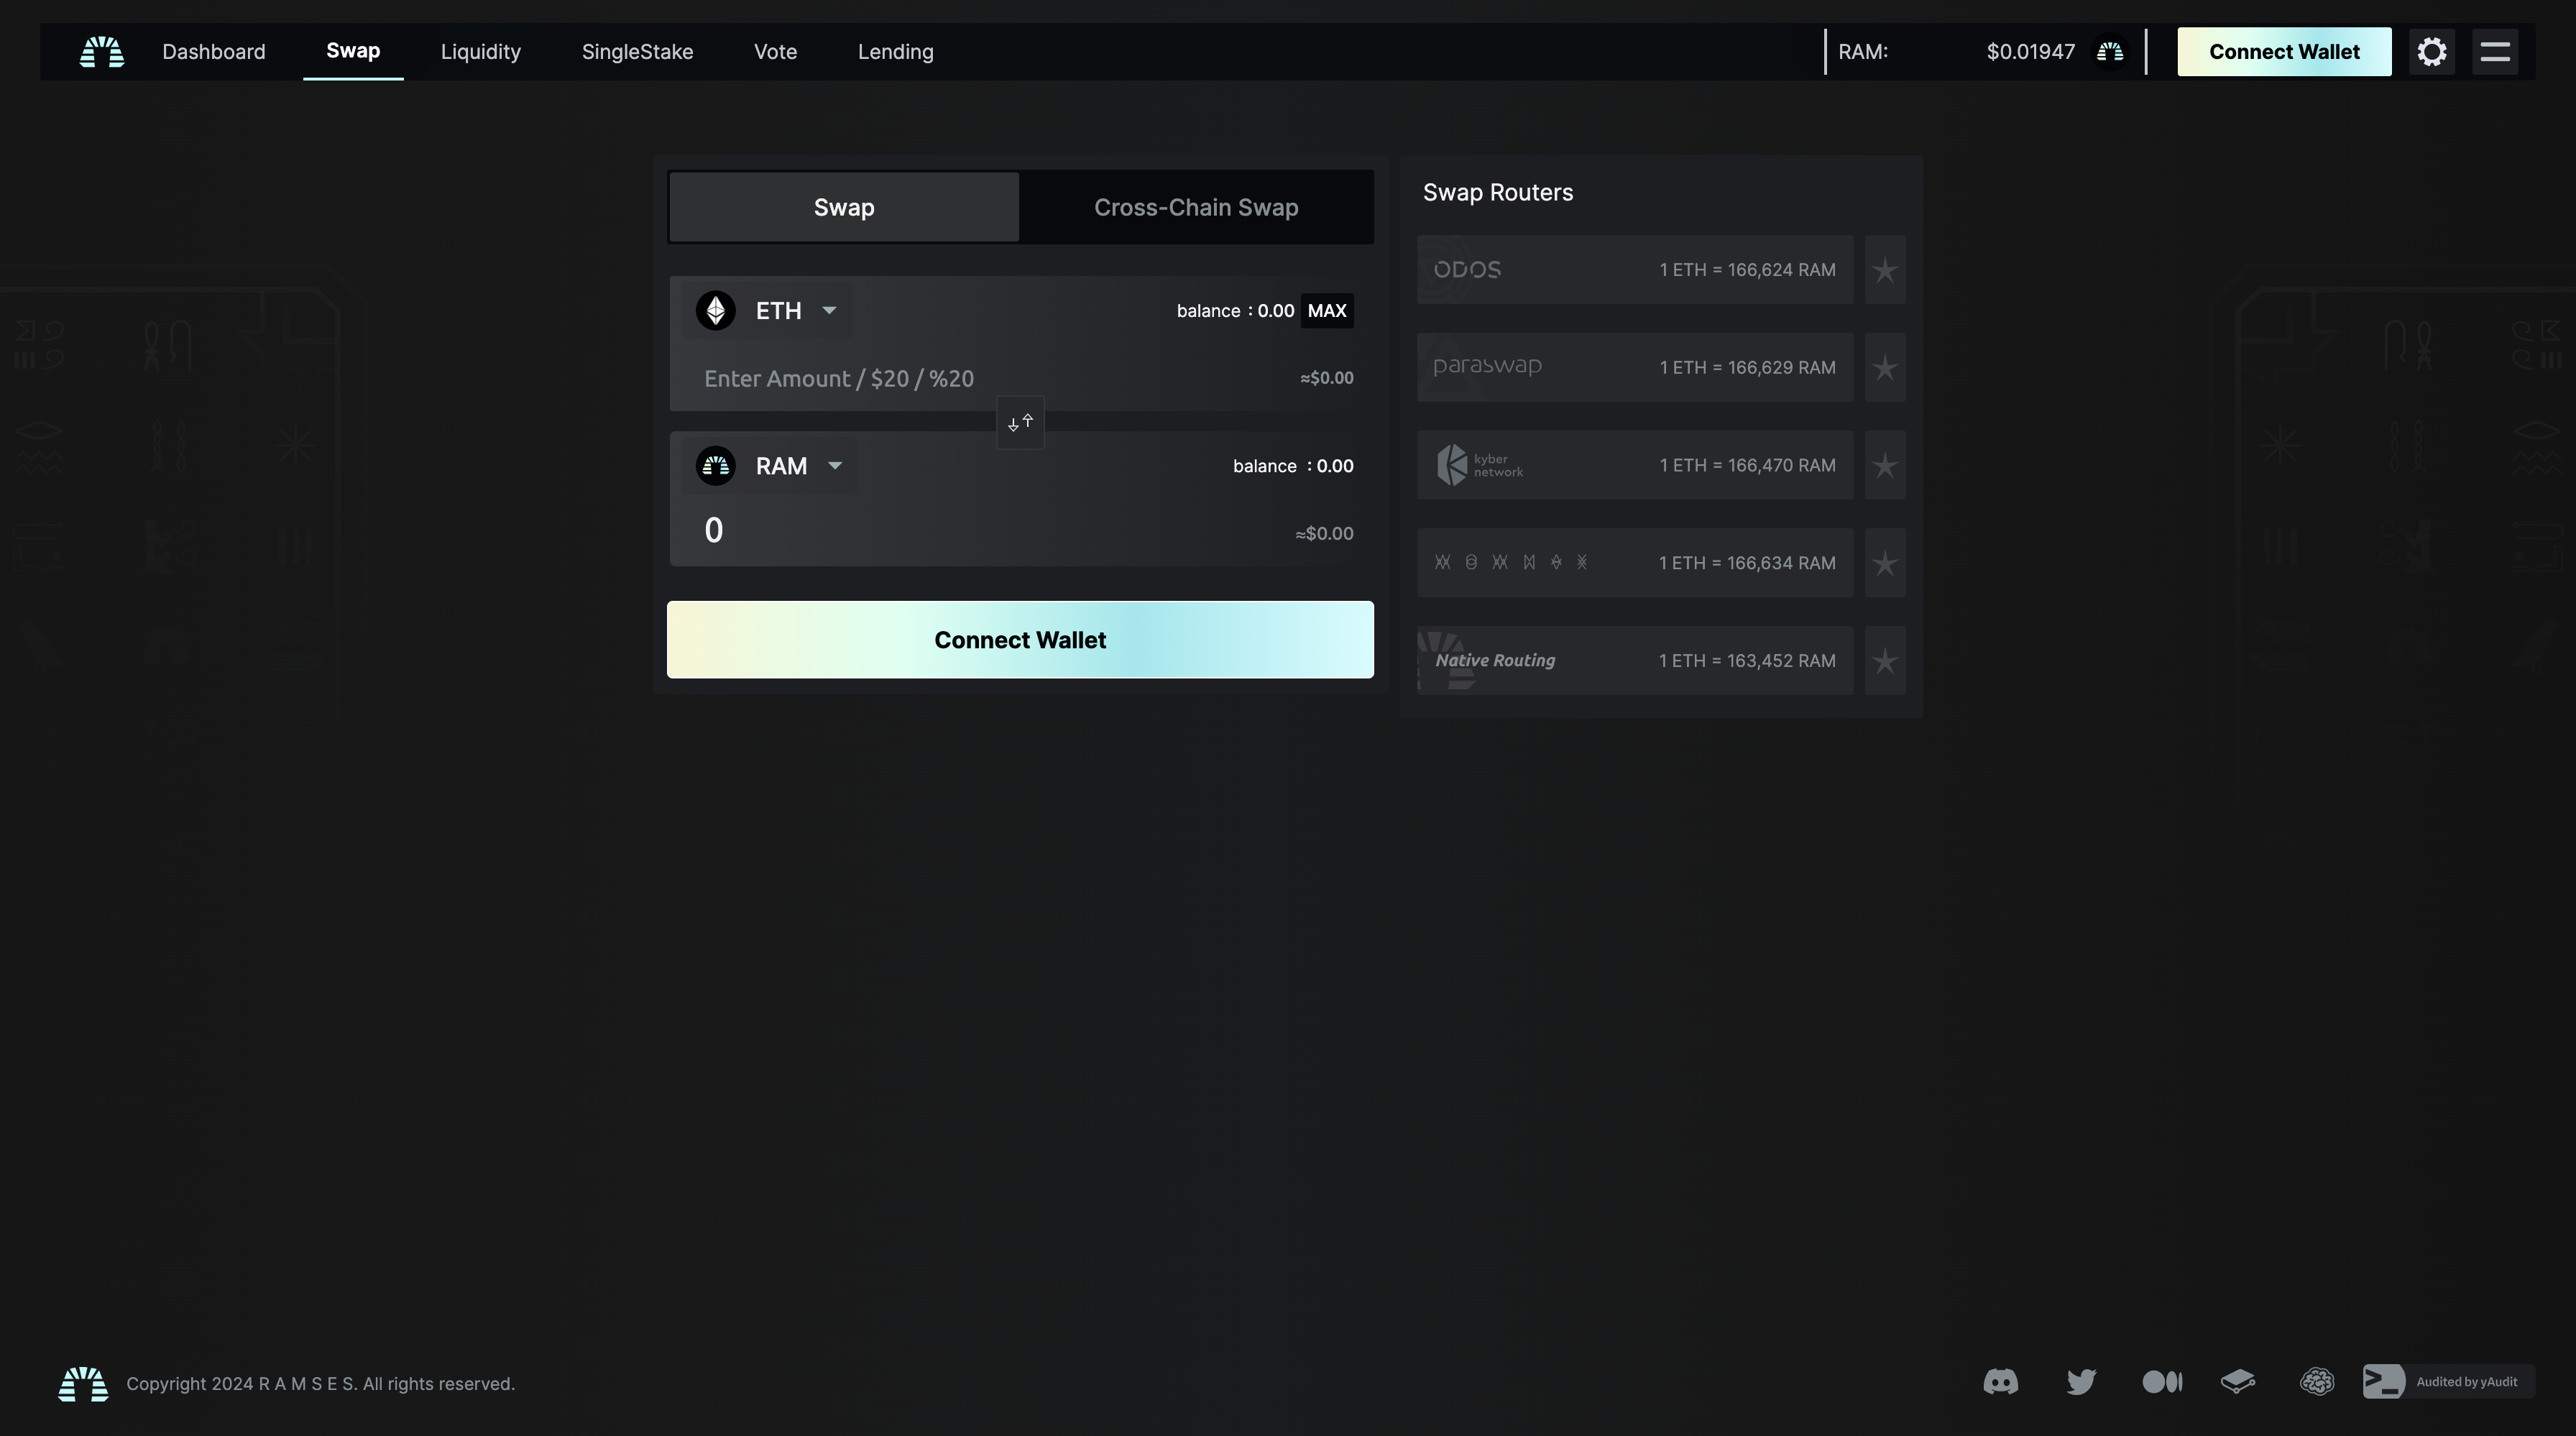 Dashboard Swap Liquidity SingleStake Vote Lending RAM: $0.01947 Connect Wallet
Swap Cross-Chain Swap
ETH balance : 0.00 MAX
Enter Amount / $20 / %20 ≈$0.00
RAM balance : 0.00
0 ≈$0.00
Connect Wallet
Swap Routers
ODOS 1 ETH = 166,624 RAM
paraswap 1 ETH = 166,629 RAM
kyber
network 1 ETH = 166,470 RAM
WOWMAX 1 ETH = 166,634 RAM
Native Routing 1 ETH = 163,452 RAM
Copyright 2024 R A M S E S. All rights reserved.
Audited by yAudit